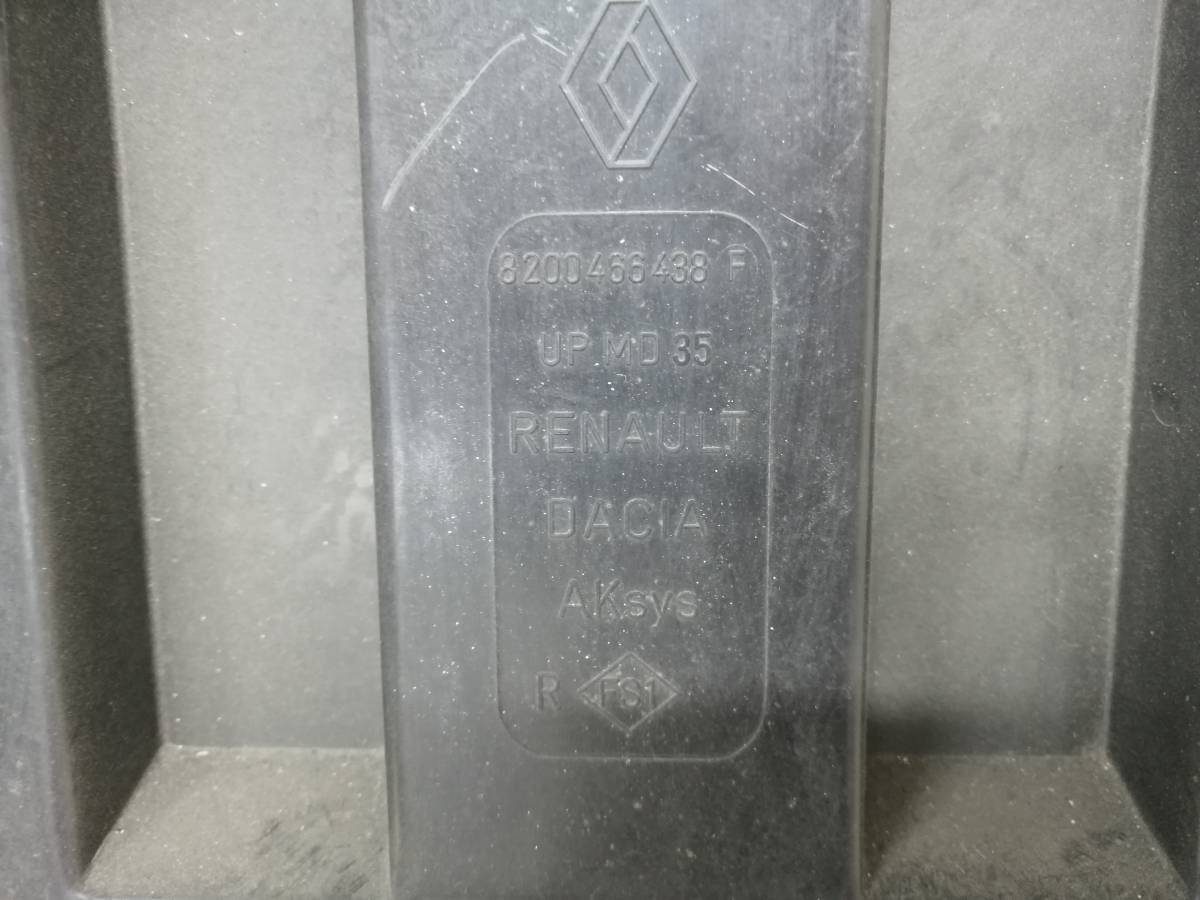 8200466438 F
UP MD 35
RENAULT
DACIA
AKsys
R FS1